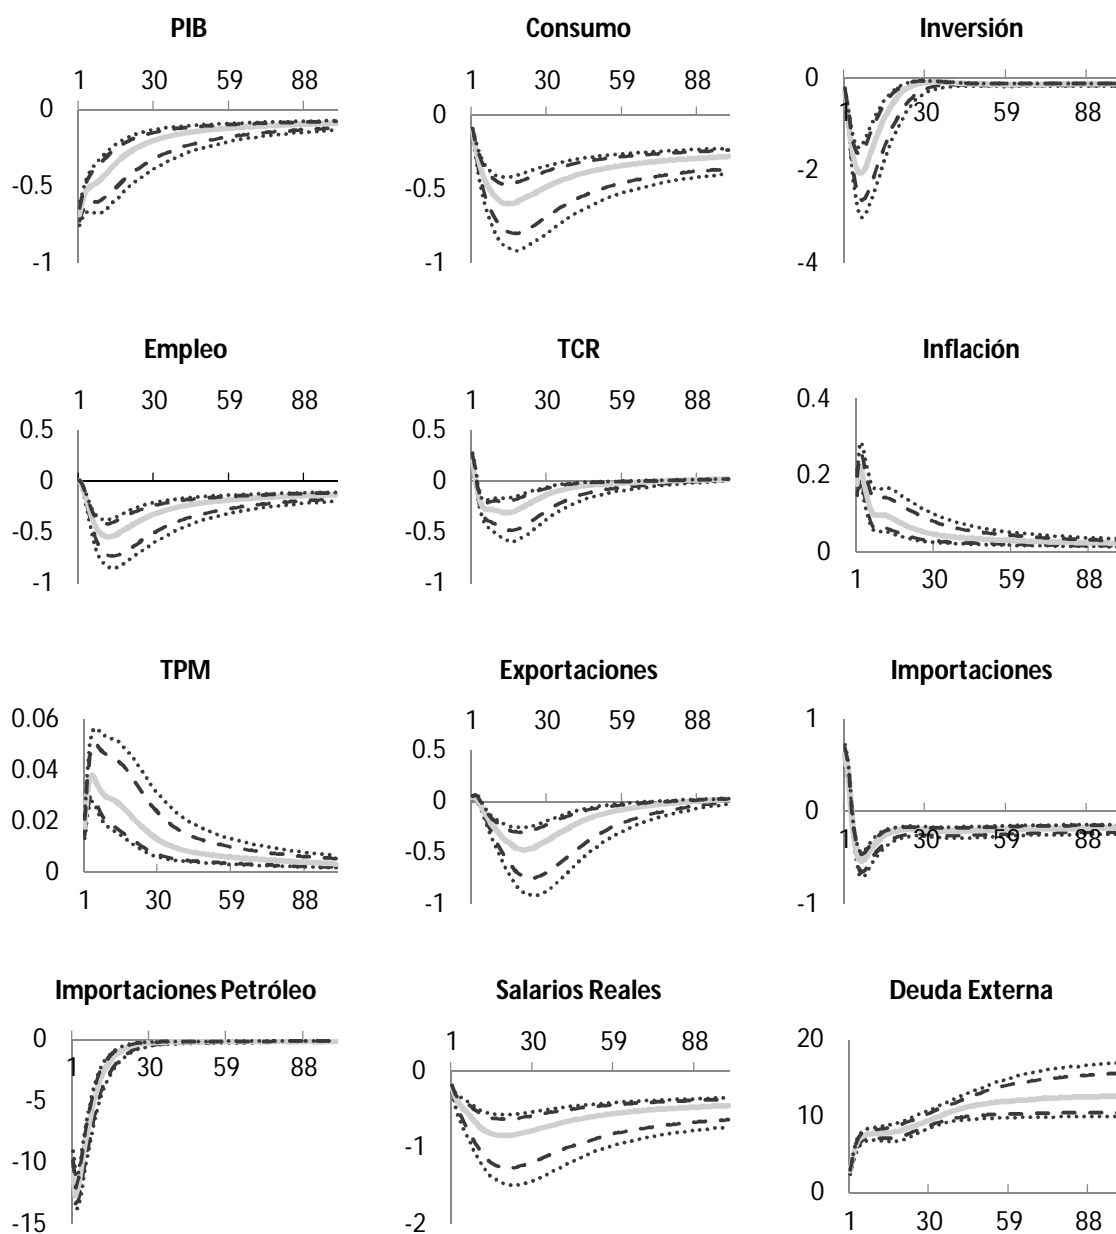 PIB Consumo Inversión
1 30 59 88 1 30 59 88
0 0 0
1 30 59 88
-0.5 -0.5 -2
-1 -1 -4
Empleo TCR Inflación
1 30 59 88 1 30 59 88
0.4
0.5 0.5
0 0 0.2
-0.5 -0.5 0
-1 -1
1 30 59 88
TPM Exportaciones Importaciones
0.06 1 30 59 88 1
0.5
0.04 0 0
0.02 1 30 59 88
-0.5
0 -1 -1
1 30 59 88
Importaciones Petróleo Salarios Reales Deuda Externa
0 1 30 59 88 20
1 30 59 88 0
-5 10
-1
-10
0
-15 -2
1 30 59 88